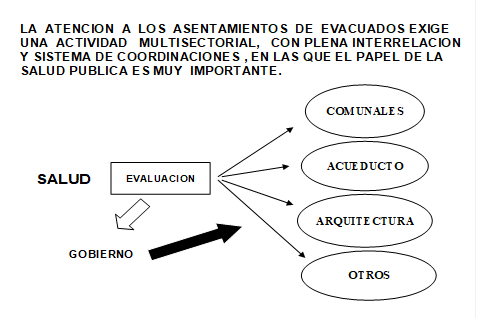 LA ATENCION A LOS ASENTAMIENTOS DE EVACUADOS EXIGE
UNA ACTIVIDAD MULTISECTORIAL, CON PLENA INTERRELACION
Y SISTEMA DE COORDINACIONES , EN LAS QUE EL PAPEL DE LA
SALUD PUBLICA ES MUY IMPORTANTE.
COMUNALES
ACUEDUCTO
SALUD
EVALUACION
ARQUITECTURA
GOBIERNO
OTROS